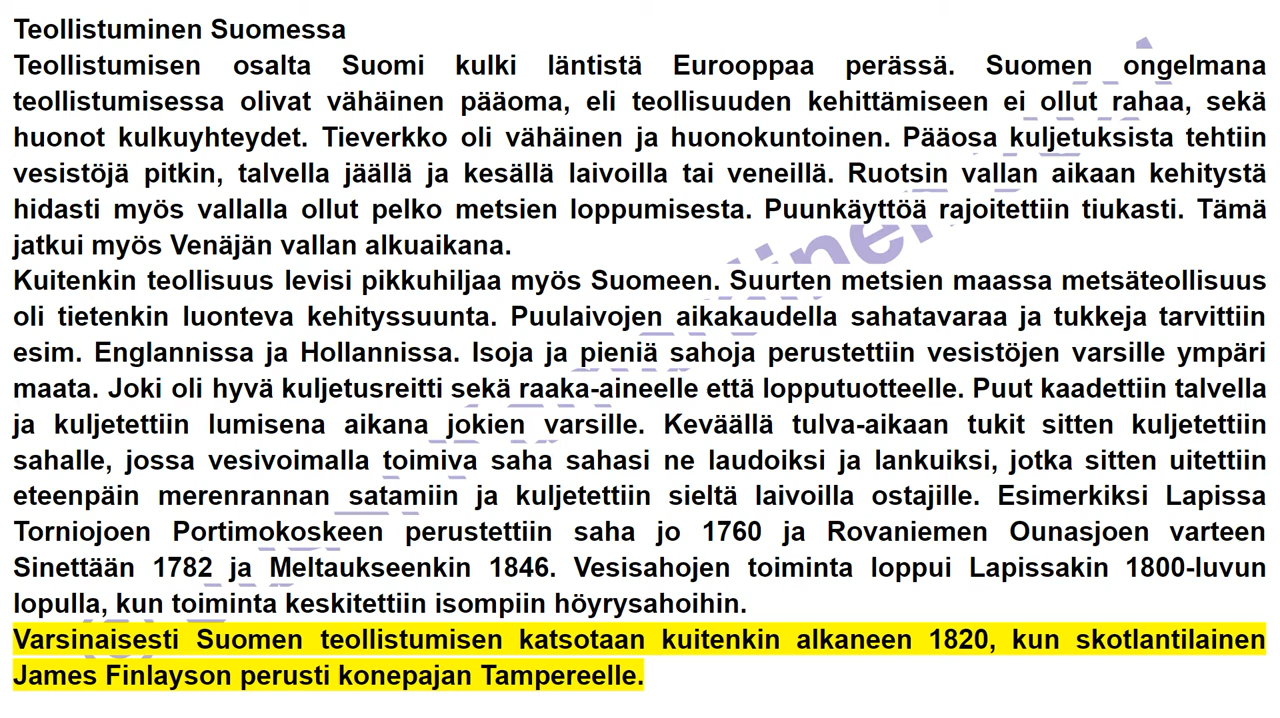 Teollistuminen Suomessa
Teollistumisen osalta Suomi kulki läntistä Eurooppaa perässä. Suomen ongelmana
teollistumisessa olivat vähäinen pääoma, eli teollisuuden kehittämiseen ei ollut rahaa, sekä
huonot kulkuyhteydet. Tieverkko oli vähäinen ja huonokuntoinen. Pääosa kuljetuksista tehtiin
vesistöjä pitkin, talvella jäällä ja kesällä laivoilla tai veneillä. Ruotsin vallan aikaan kehitystä
hidasti myös vallalla ollut pelko metsien loppumisesta. Puunkäyttöä rajoitettiin tiukasti. Tämä
jatkui myös Venäjän vallan alkuaikana.
Kuitenkin teollisuus levisi pikkuhiljaa myös Suomeen. Suurten metsien maassa metsäteollisuus
oli tietenkin luonteva kehityssuunta. Puulaivojen aikakaudella sahatavaraa ja tukkeja tarvittiin
esim. Englannissa ja Hollannissa. Isoja ja pieniä sahoja perustettiin vesistöjen varsille ympäri
maata. Joki oli hyvä kuljetusreitti sekä raaka-aineelle että lopputuotteelle. Puut kaadettiin talvella
ja kuljetettiin lumisena aikana jokien varsille. Keväällä tulva-aikaan tukit sitten kuljetettiin
sahalle, jossa vesivoimalla toimiva saha sahasi ne laudoiksi ja lankuiksi, jotka sitten uitettiin
eteenpäin merenrannan satamiin ja kuljetettiin sieltä laivoilla ostajille. Esimerkiksi Lapissa
Torniojoen Portimokoskeen perustettiin saha jo 1760 ja Rovaniemen Ounasjoen varteen
Sinettään 1782 ja Meltaukseenkin 1846. Vesisahojen toiminta loppui Lapissakin 1800-luvun
lopulla, kun toiminta keskitettiin isompiin höyrysahoihin.
Varsinaisesti Suomen teollistumisen katsotaan kuitenkin alkaneen 1820, kun skotlantilainen
James Finlayson perusti konepajan Tampereelle.